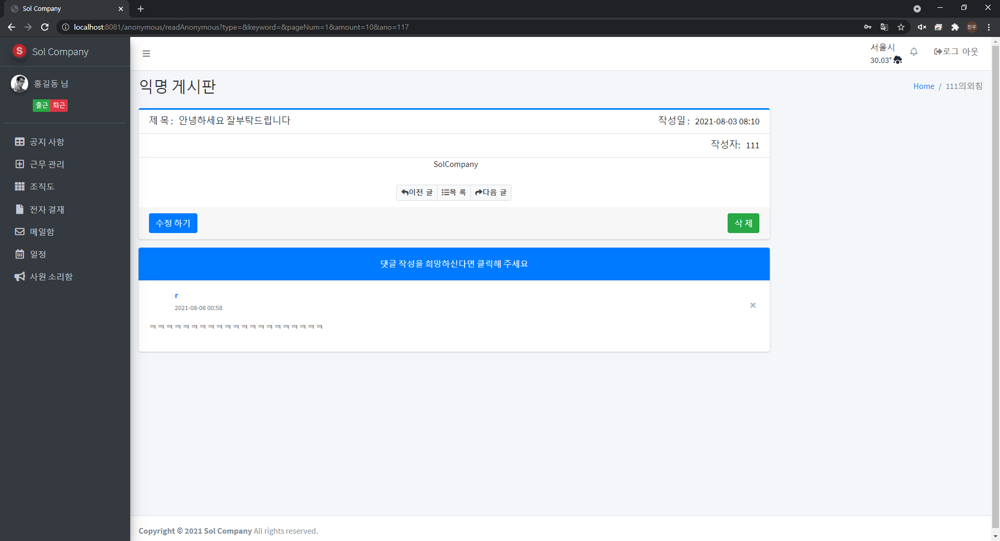 Sol Company
localhost:8081/anonymous/readAnonymous?type=&keyword=&pageNum=1&amount=10&ano=117
진우
S Sol Company
홍길동 님
출근 퇴근
공지 사항
근무 관리
조직도
전자 결재
메일함
일정
사원 소리함
서울시
30.03°
로그 아웃
익명 게시판
Home / 111의외침
제 목 : 안녕하세요 잘부탁드립니다
작성일 : 2021-08-03 08:10
작성자: 111
SolCompany
이전 글 목 록 다음 글
수정 하기
삭 제
댓글 작성을 희망하신다면 클릭해 주세요
r
2021-08-06 00:58
ㅋㅋㅋㅋㅋㅋㅋㅋㅋㅋㅋㅋㅋㅋㅋㅋㅋㅋㅋㅋㅋ
Copyright © 2021 Sol Company All rights reserved.